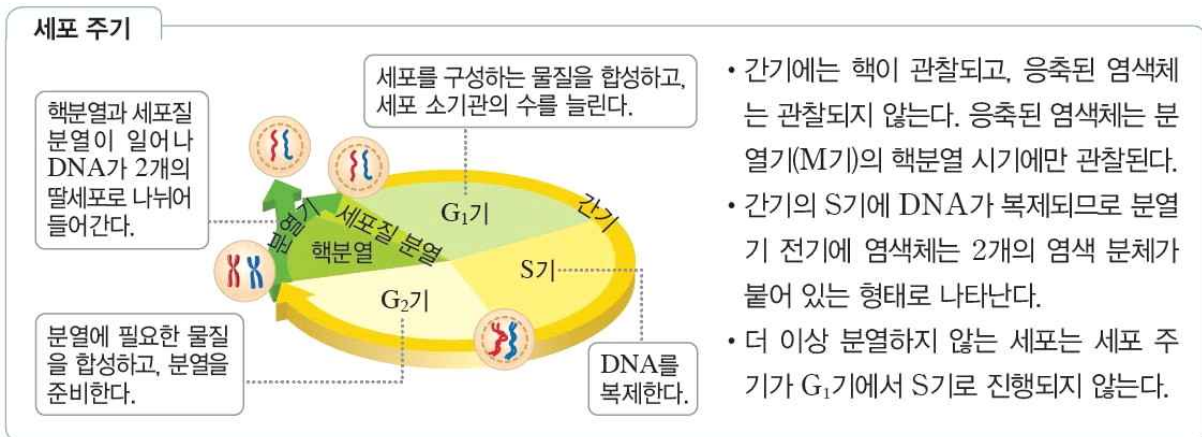 세포 주기
세포를 구성하는 물질을 합성하고,
세포 소기관의 수를 늘린다.
핵분열과 세포질
분열이 일어나
DNA가 2개의
딸세포로 나뉘어
들어간다.
분열기
세포질 분열
핵분열
G₁기
간기
S기
G₂기
분열에 필요한 물질
을 합성하고, 분열을
준비한다.
DNA를
복제한다.
• 간기에는 핵이 관찰되고, 응축된 염색체
는 관찰되지 않는다. 응축된 염색체는 분
열기(M기)의 핵분열 시기에만 관찰된다.
• 간기의 S기에 DNA가 복제되므로 분열
기 전기에 염색체는 2개의 염색 분체가
붙어 있는 형태로 나타난다.
• 더 이상 분열하지 않는 세포는 세포 주
기가 G₁기에서 S기로 진행되지 않는다.